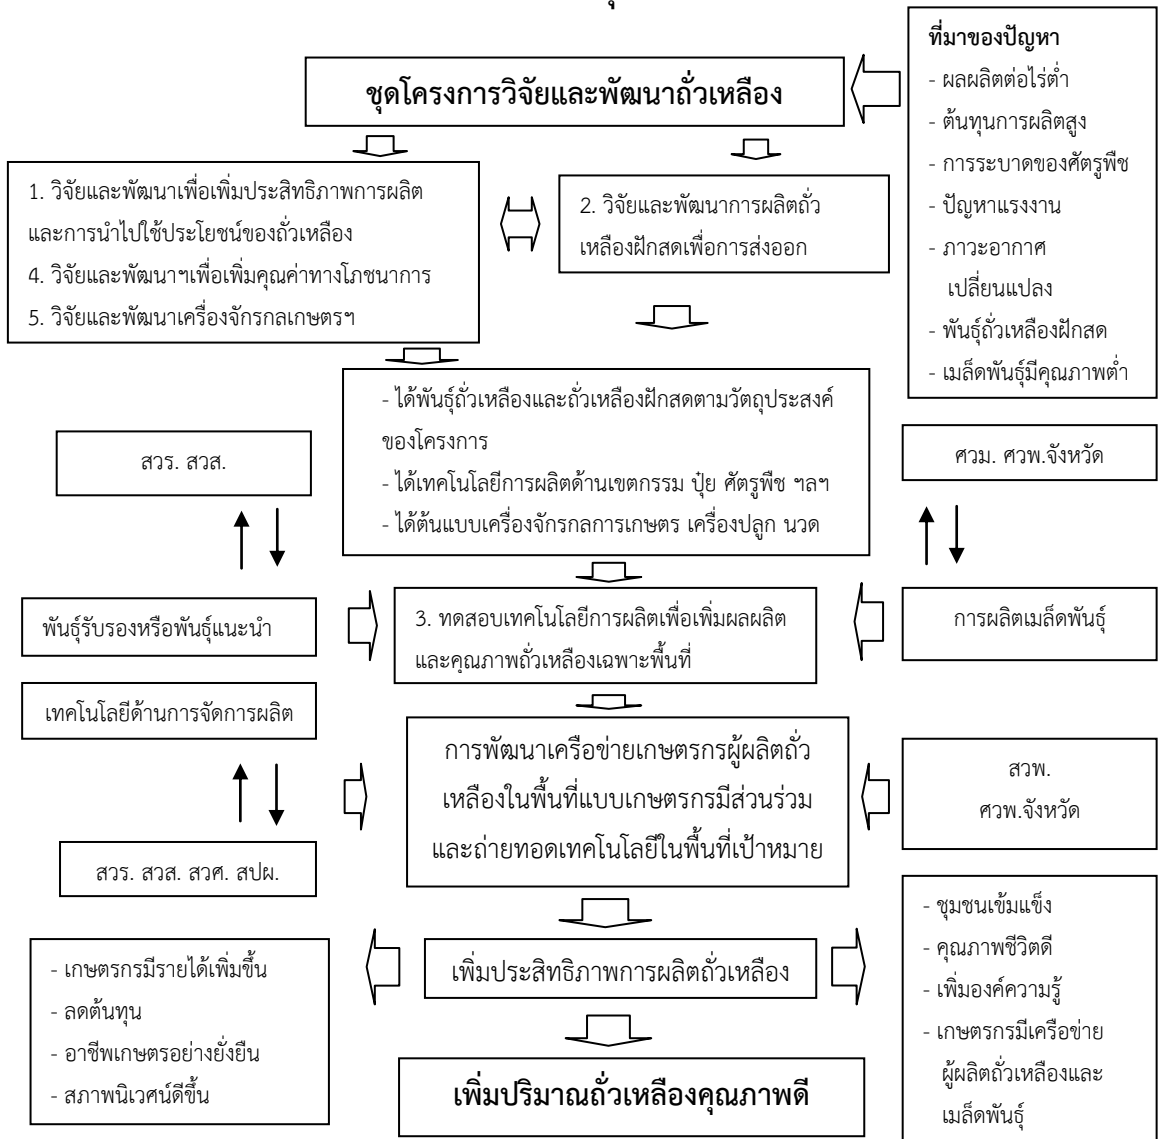 ที่มาของปัญหา
- ผลผลิตต่อไร่ต่ำ
- ต้นทุนการผลิตสูง
- การระบาดของศัตรูพืช
- ปัญหาแรงงาน
- ภาวะอากาศ
เปลี่ยนแปลง
- พันธุ์ถั่วเหลืองฝักสด
- เมล็ดพันธุ์มีคุณภาพต่ำ
ชุดโครงการวิจัยและพัฒนาถั่วเหลือง
1. วิจัยและพัฒนาเพื่อเพิ่มประสิทธิภาพการผลิต
และการนำไปใช้ประโยชน์ของถั่วเหลือง
4. วิจัยและพัฒนาฯเพื่อเพิ่มคุณค่าทางโภชนาการ
5. วิจัยและพัฒนาเครื่องจักรกลเกษตรฯ
2. วิจัยและพัฒนาการผลิตถั่ว
เหลืองฝักสดเพื่อการส่งออก
- ได้พันธุ์ถั่วเหลืองและถั่วเหลืองฝักสดตามวัตถุประสงค์
ของโครงการ
- ได้เทคโนโลยีการผลิตด้านเขตกรรม ปุ๋ย ศัตรูพืช ฯลฯ
- ได้ต้นแบบเครื่องจักรกลการเกษตร เครื่องปลูก นวด
สวร. สวส.
ศวม. ศวพ.จังหวัด
พันธุ์รับรองหรือพันธุ์แนะนำ
3. ทดสอบเทคโนโลยีการผลิตเพื่อเพิ่มผลผลิต
และคุณภาพถั่วเหลืองเฉพาะพื้นที่
การผลิตเมล็ดพันธุ์
เทคโนโลยีด้านการจัดการผลิต
การพัฒนาเครือข่ายเกษตรกรผู้ผลิตถั่ว
เหลืองในพื้นที่แบบเกษตรกรมีส่วนร่วม
และถ่ายทอดเทคโนโลยีในพื้นที่เป้าหมาย
สวพ.
ศวพ.จังหวัด
สวร. สวส. สวศ. สปผ.
- เกษตรกรมีรายได้เพิ่มขึ้น
- ลดต้นทุน
- อาชีพเกษตรอย่างยั่งยืน
- สภาพนิเวศน์ดีขึ้น
เพิ่มประสิทธิภาพการผลิตถั่วเหลือง
- ชุมชนเข้มแข็ง
- คุณภาพชีวิตดี
- เพิ่มองค์ความรู้
- เกษตรกรมีเครือข่าย
ผู้ผลิตถั่วเหลืองและ
เมล็ดพันธุ์
เพิ่มปริมาณถั่วเหลืองคุณภาพดี